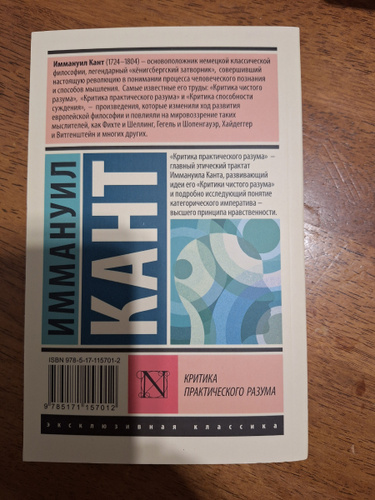 Иммануил Кант (1724–1804) – основоположник немецкой классической
философии, легендарный «кёнигсбергский затворник», совершивший
настоящую революцию в понимании процесса человеческого познания
и способов мышления. Самые известные его труды: «Критика чистого
разума», «Критика практического разума» и «Критика способности
суждения», – произведения, которые изменили ход развития
европейской философии и повлияли на мировоззрение таких
мыслителей, как Фихте и Шеллинг, Гегель и Шопенгауэр, Хайдеггер
и Витгенштейн и многих других.
ИММАНУИЛ
КАНТ
«Критика практического разума» –
главный этический трактат
Иммануила Канта, развивающий
идеи его «Критики чистого разума»
и подробно исследующий понятие
категорического императива –
высшего принципа нравственности.
ISBN 978-5-17-115701-2
9 785171 157012
N
КРИТИКА
ПРАКТИЧЕСКОГО РАЗУМА
эксклюзивная классика